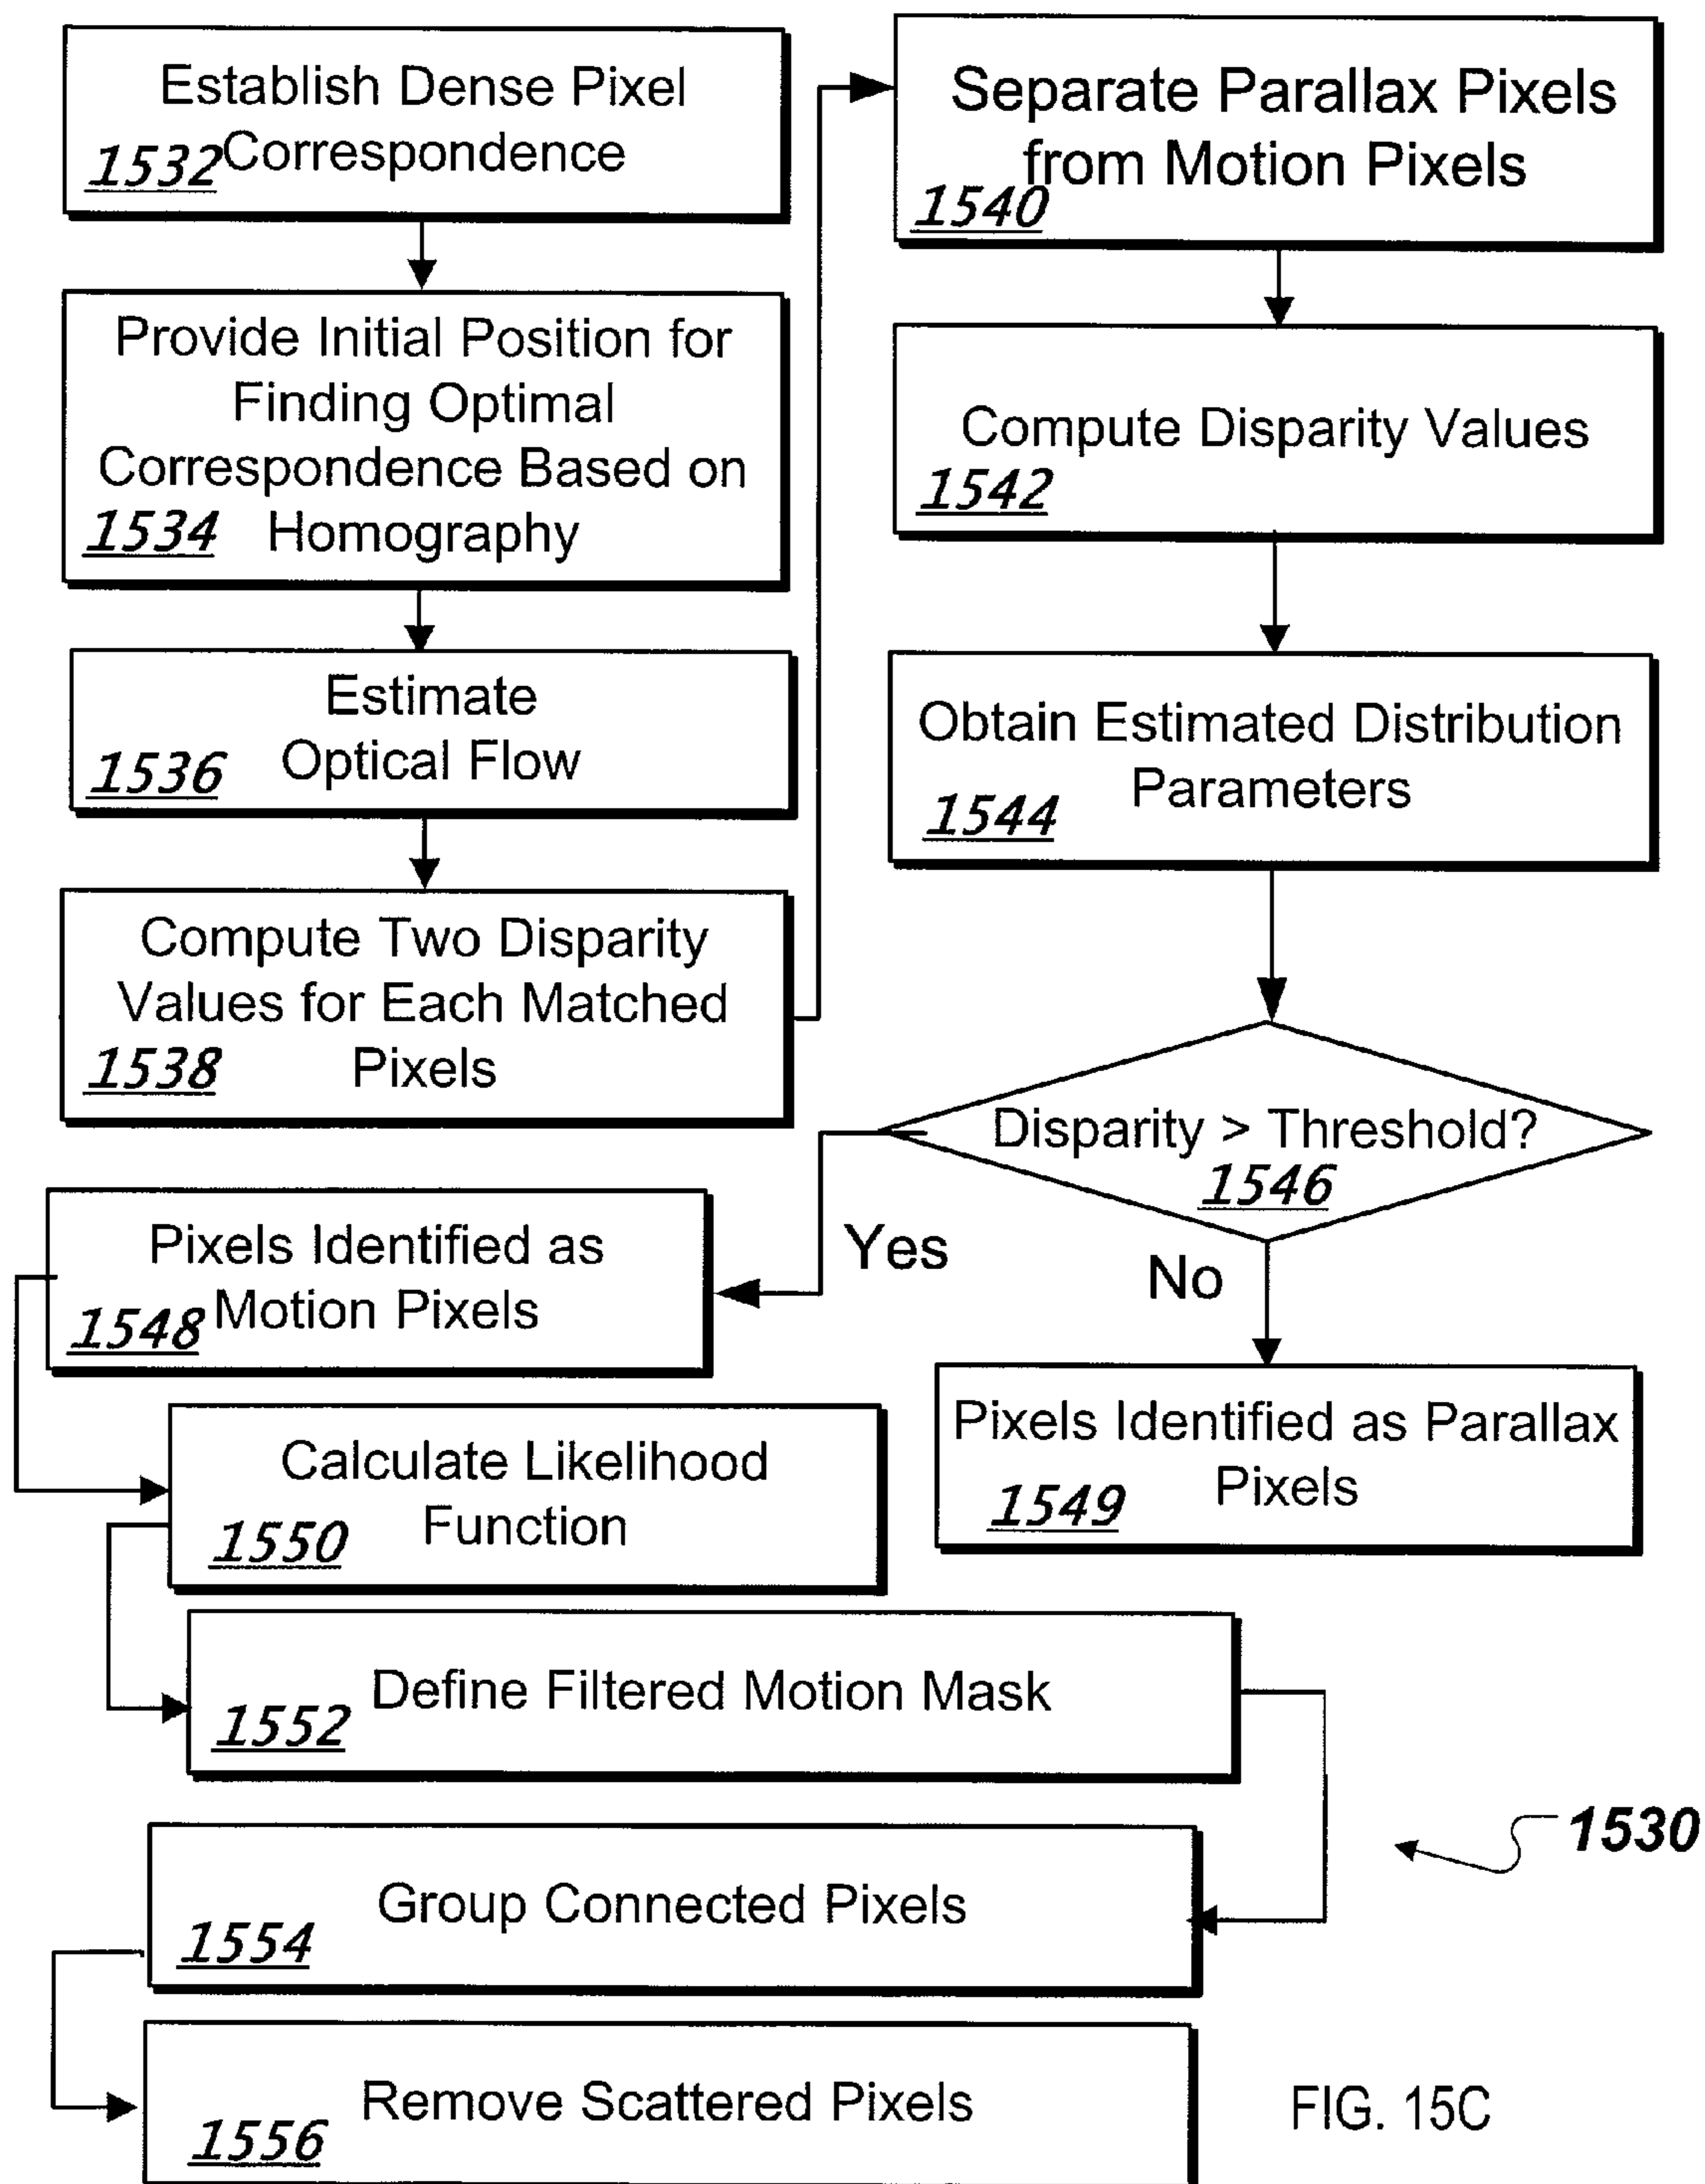 Establish Dense Pixel
1532 Correspondence
Provide Initial Position for
Finding Optimal
Correspondence Based on
1534 Homography
Estimate
1536 Optical Flow
Compute Two Disparity
Values for Each Matched
1538 Pixels
Separate Parallax Pixels
from Motion Pixels
1540
Compute Disparity Values
1542
Obtain Estimated Distribution
1544 Parameters
Disparity > Threshold?
1546
Yes
No
Pixels Identified as
1548 Motion Pixels
Pixels Identified as Parallax
1549 Pixels
Calculate Likelihood
1550 Function
Define Filtered Motion Mask
1552
1530
Group Connected Pixels
1554
Remove Scattered Pixels
1556
FIG. 15C